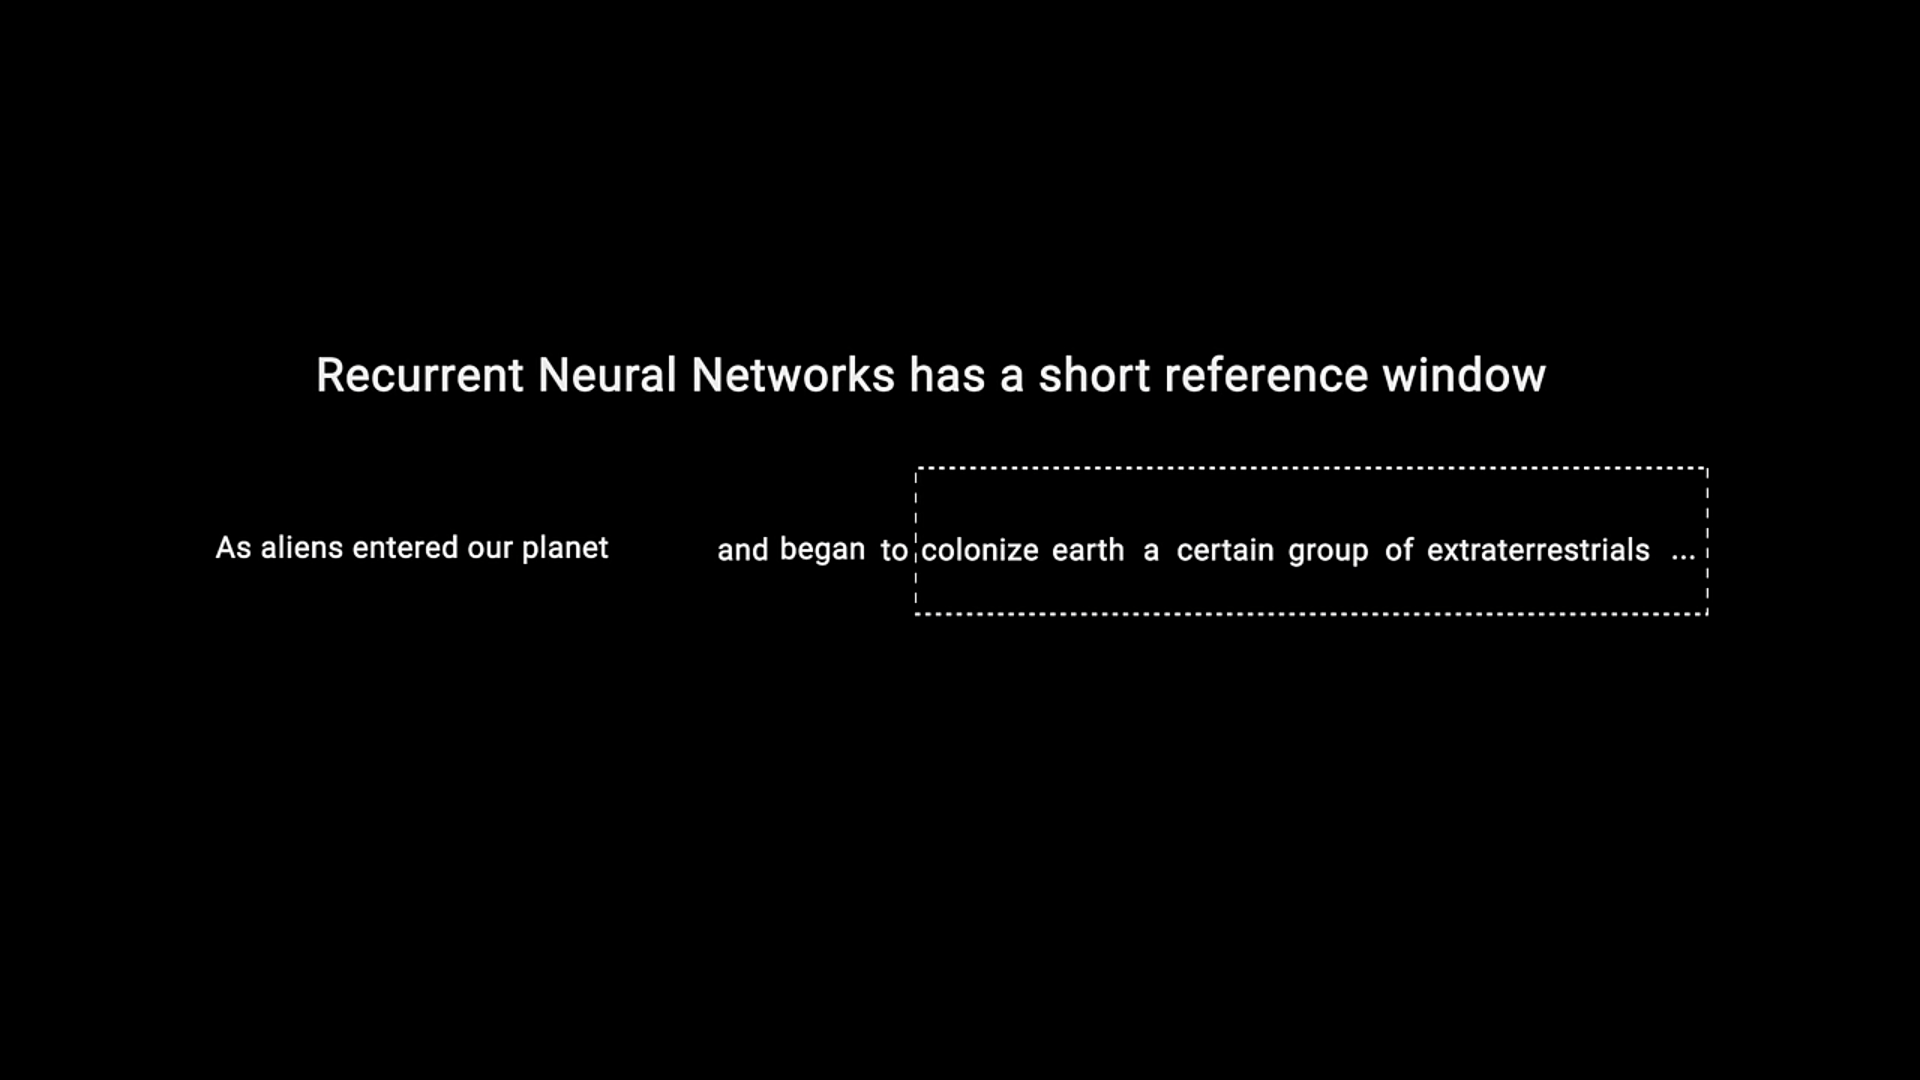 Recurrent Neural Networks has a short reference window
As aliens entered our planet and began to colonize earth a certain group of extraterrestrials ...